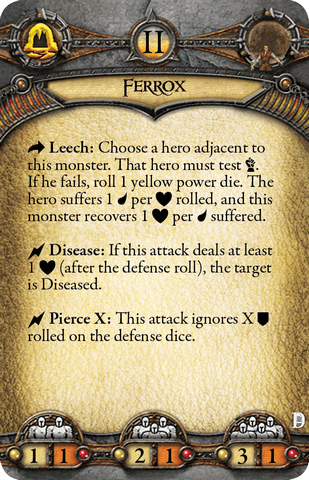 II
FERROX
Leech: Choose a hero adjacent to
this monster. That hero must test .
If he fails, roll 1 yellow power die. The
hero suffers 1 per rolled, and this
monster recovers 1 per suffered.
Disease: If this attack deals at least
1 (after the defense roll), the target
is Diseased.
Pierce X: This attack ignores X
rolled on the defense dice.
D
1 1 2 1 3 1